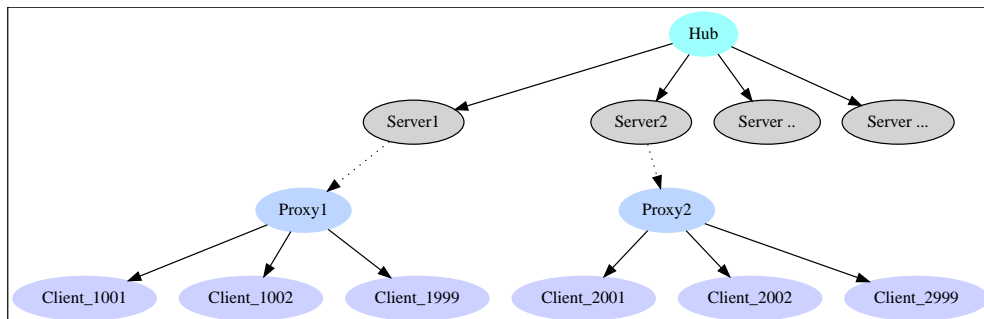 Hub
Server1
Server2
Server ..
Server ...
Proxy1
Proxy2
Client_1001
Client_1002
Client_1999
Client_2001
Client_2002
Client_2999